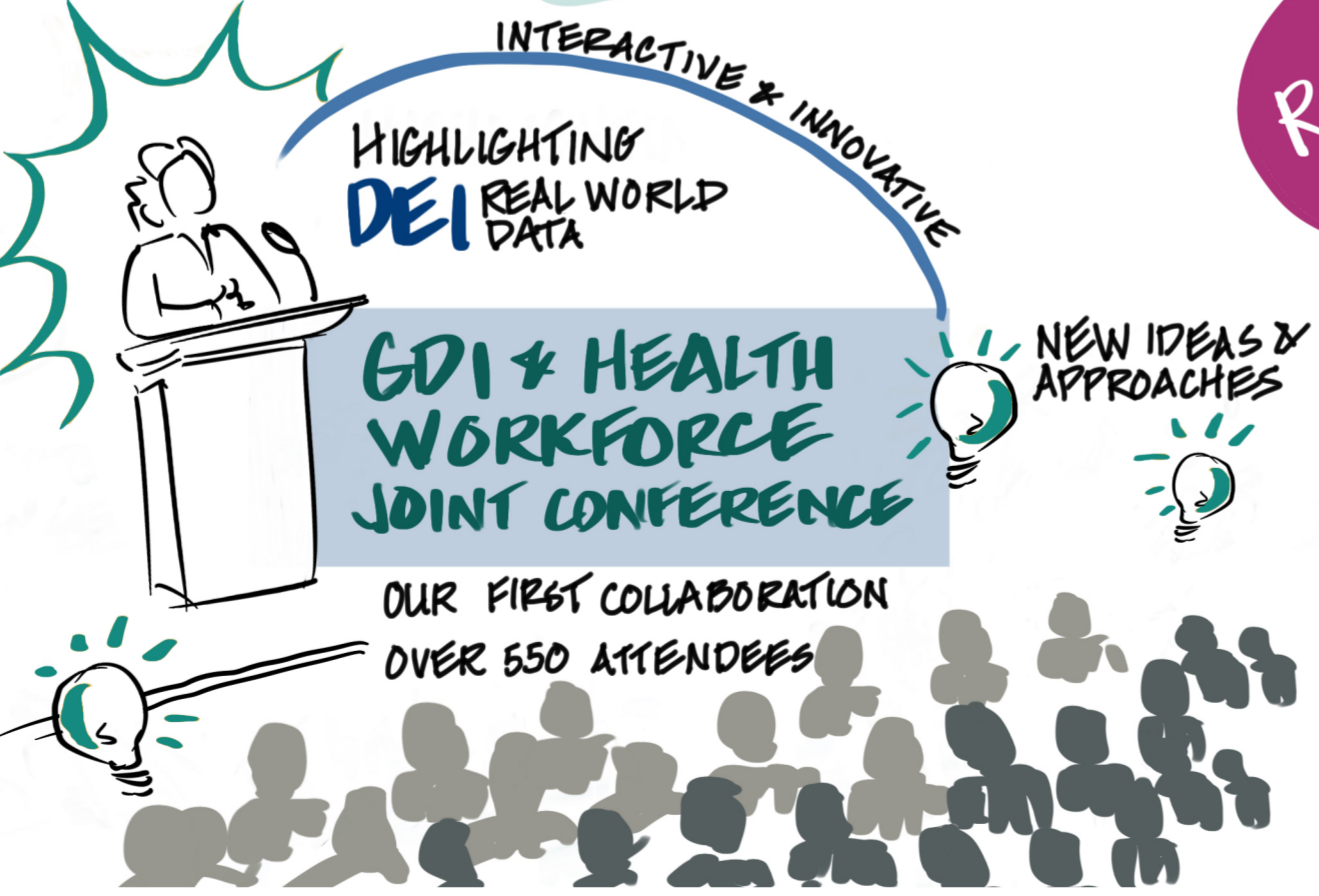 INTERACTIVE & INNOVATIVE
HIGHLIGHTING
DEI REAL WORLD
DATA
GDI & HEALTH
WORKFORCE
JOINT CONFERENCE
NEW IDEAS &
APPROACHES
OUR FIRST COLLABORATION
OVER 550 ATTENDEES
R